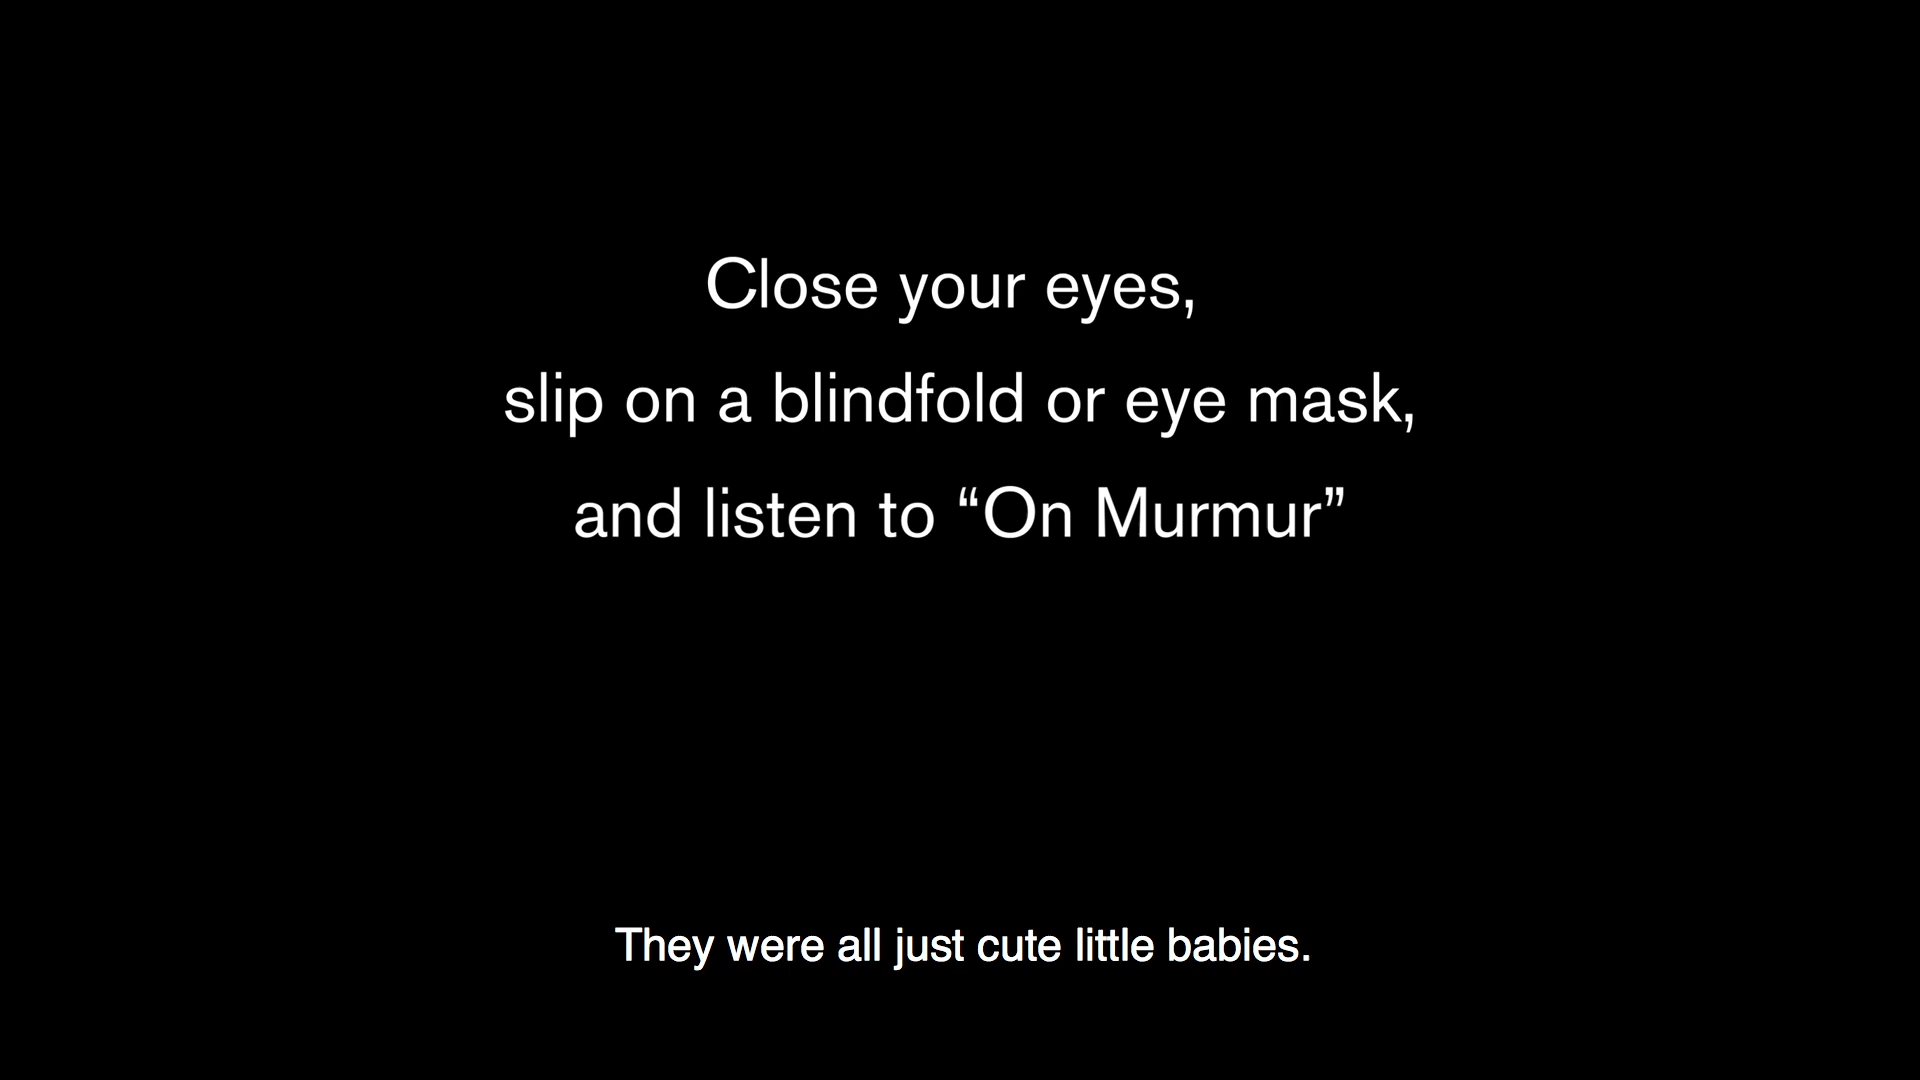 Close your eyes,
slip on a blindfold or eye mask,
and listen to “On Murmur”
They were all just cute little babies.